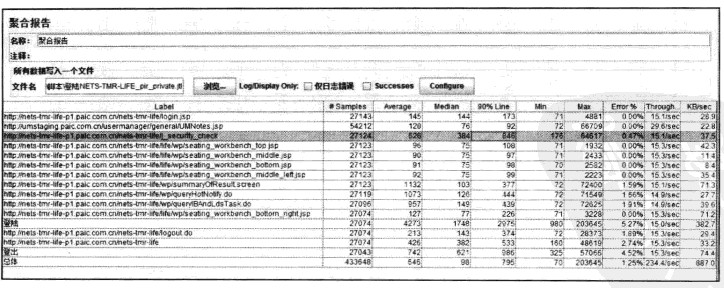 聚合报告
名称： 聚合报告
注释：
所有数据写入一个文件
文件名 脚本\登陆\NETS-TMR-LIFE_pir_private.jtl 浏览... Log/Display Only: 仅日志错误 Successes Configure
Label # Samples Average Median 90% Line Min Max Error % Through. KB/sec
http://nets-tmr-life-p1.paic.com.cn/nets-tmr-life/login.jsp 27143 145 144 173 71 4881 0.00% 15.1/sec 26.9
http://umstaging.paic.com.cn/usermanager/general/UMNotes.jsp 54212 128 76 92 72 66709 0.00% 29.6/sec 22.8
http://nets-tmr-life-p1.paic.com.cn/nets-tmr-life/j_security_check 27124 628 384 646 176 64517 0.47% 15.1/sec 37.5
http://nets-tmr-life-p1.paic.com.cn/nets-tmr-life/wp/seating_workbench_top.jsp 27123 96 75 108 71 1932 0.00% 15.3/sec 42.3
http://nets-tmr-life-p1.paic.com.cn/nets-tmr-life/wp/seating_workbench_middle.jsp 27123 90 75 97 71 2433 0.00% 15.3/sec 11.4
http://nets-tmr-life-p1.paic.com.cn/nets-tmr-life/wp/seating_workbench_bottom.jsp 27123 91 75 98 70 2582 0.00% 15.3/sec 8.4
http://nets-tmr-life-p1.paic.com.cn/nets-tmr-life/wp/seating_workbench_middle_left.jsp 27123 92 75 99 71 2223 0.00% 15.3/sec 35.4
http://nets-tmr-life-p1.paic.com.cn/nets-tmr-life/wp/summaryOfResult.screen 27123 1132 103 377 72 72400 1.59% 15.1/sec 71.3
http://nets-tmr-life-p1.paic.com.cn/nets-tmr-life/wp/queryHotNotify.do 27119 1073 126 444 72 71549 1.66% 14.9/sec 27.7
http://nets-tmr-life-p1.paic.com.cn/nets-tmr-life/wp/queryIBAndLdsTask.do 27096 957 149 439 72 72625 1.91% 14.9/sec 39.6
http://nets-tmr-life-p1.paic.com.cn/nets-tmr-life/wp/seating_workbench_bottom_right.jsp 27074 127 77 226 71 3228 0.00% 15.3/sec 71.2
登陆 27074 4273 1748 2975 980 203645 5.27% 15.0/sec 382.7
http://nets-tmr-life-p1.paic.com.cn/nets-tmr-life/logout.do 27074 213 143 374 72 28373 1.89% 15.3/sec 29.4
http://nets-tmr-life-p1.paic.com.cn/nets-tmr-life 27074 426 382 533 160 48619 2.74% 15.3/sec 33.2
登出 27043 742 621 986 325 57066 4.52% 15.3/sec 74.4
总体 433648 646 98 795 70 203645 1.25% 234.4/sec 887.0